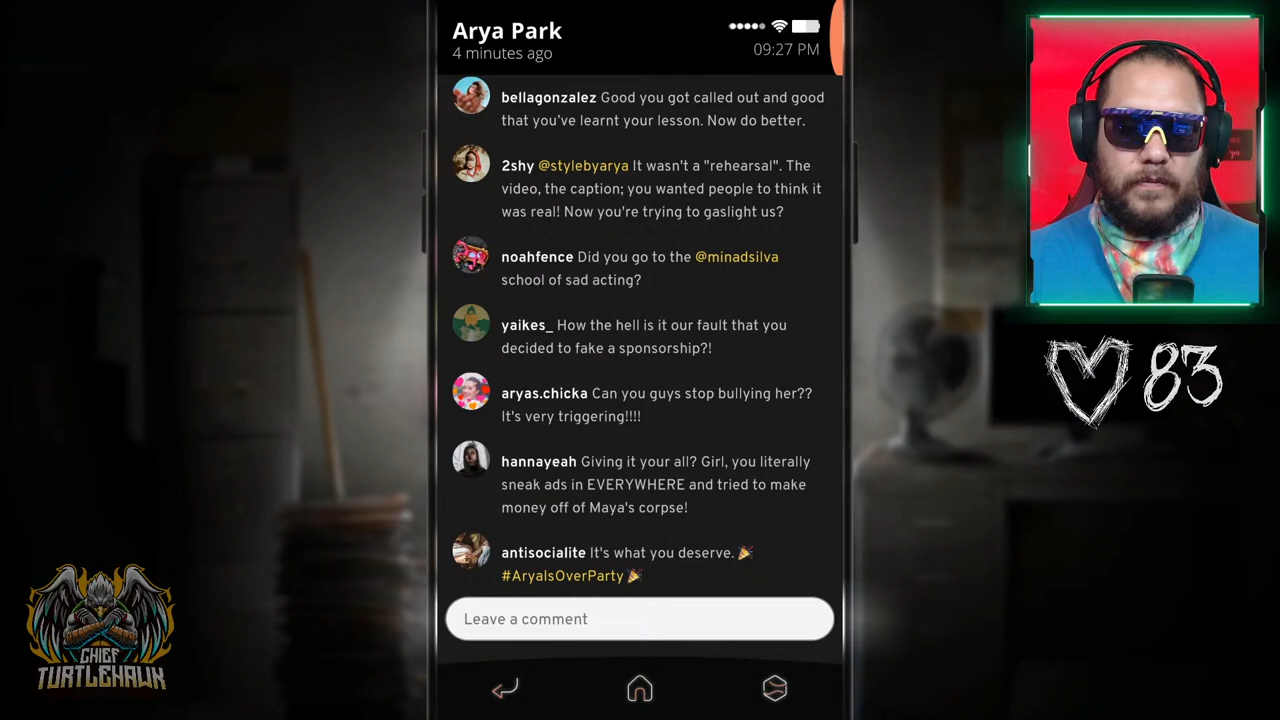 Arya Park
4 minutes ago
09:27 PM
bellagonzalez Good you got called out and good
that you've learnt your lesson. Now do better.
2shy @stylebyarya It wasn't a "rehearsal". The
video, the caption; you wanted people to think it
was real! Now you're trying to gaslight us?
noahfence Did you go to the @minadsilva
school of sad acting?
yaikes_ How the hell is it our fault that you
decided to fake a sponsorship?!
aryas.chicka Can you guys stop bullying her??
It's very triggering!!!!
hannayeah Giving it your all? Girl, you literally
sneak ads in EVERYWHERE and tried to make
money off of Maya's corpse!
antisocialite It's what you deserve. 🎉
#AryaIsOverParty 🎉
Leave a comment
83
CHIEF
TURTLEHAWK